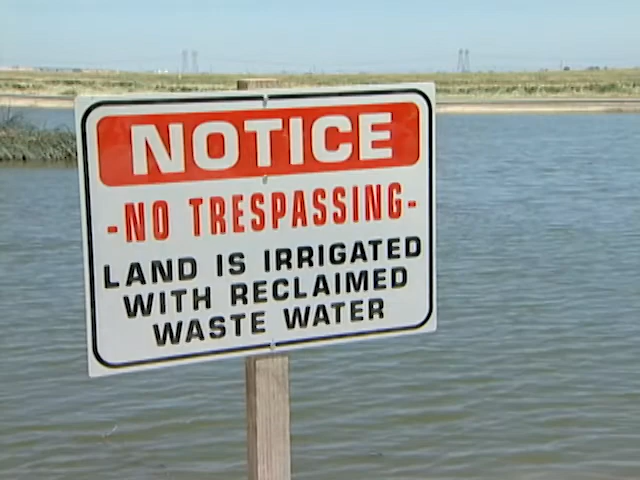 NOTICE
-NO TRESPASSING-
LAND IS IRRIGATED
WITH RECLAIMED
WASTE WATER